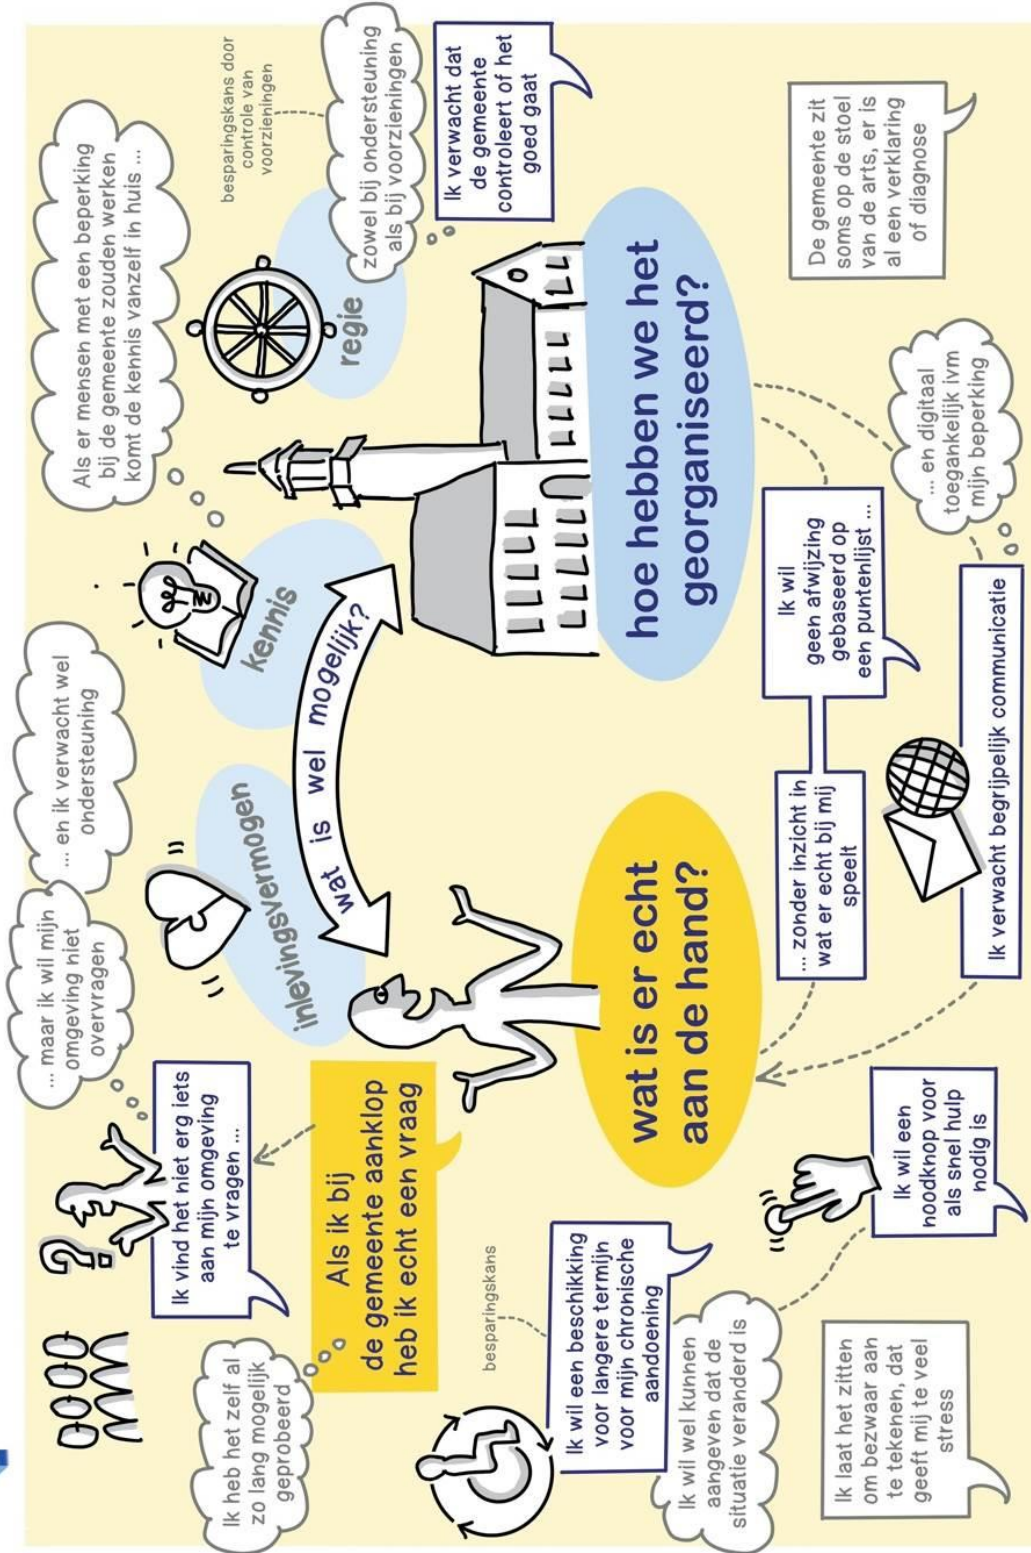 ... maar ik wil mijn
omgeving niet
overvragen
... en ik verwacht wel
ondersteuning
Als er mensen met een beperking
bij de gemeente zouden werken
komt de kennis vanzelf in huis ...
Ik vind het niet erg iets
aan mijn omgeving
te vragen ...
Ik heb het zelf al
zo lang mogelijk
geprobeerd
Als ik bij
de gemeente aanklop
heb ik echt een vraag
inlevingsvermogen
kennis
regie
wat is wel mogelijk?
besparingskans door
controle van
voorzieningen
zowel bij ondersteuning
als bij voorzieningen
Ik verwacht dat
de gemeente
controleert of het
goed gaat
besparingskans
Ik wil een beschikking
voor langere termijn
voor mijn chronische
aandoening
Ik wil wel kunnen
aangeven dat de
situatie veranderd is
wat is er echt
aan de hand?
hoe hebben we het
georganiseerd?
Ik wil een
noodknop voor
als snel hulp
nodig is
... zonder inzicht in
wat er echt bij mij
speelt
Ik wil
geen afwijzing
gebaseerd op
een puntenlijst ...
Ik laat het zitten
om bezwaar aan
te tekenen, dat
geeft mij te veel
stress
Ik verwacht begrijpelijk communicatie
... en digitaal
toegankelijk ivm
mijn beperking
De gemeente zit
soms op de stoel
van de arts, er is
al een verklaring
of diagnose